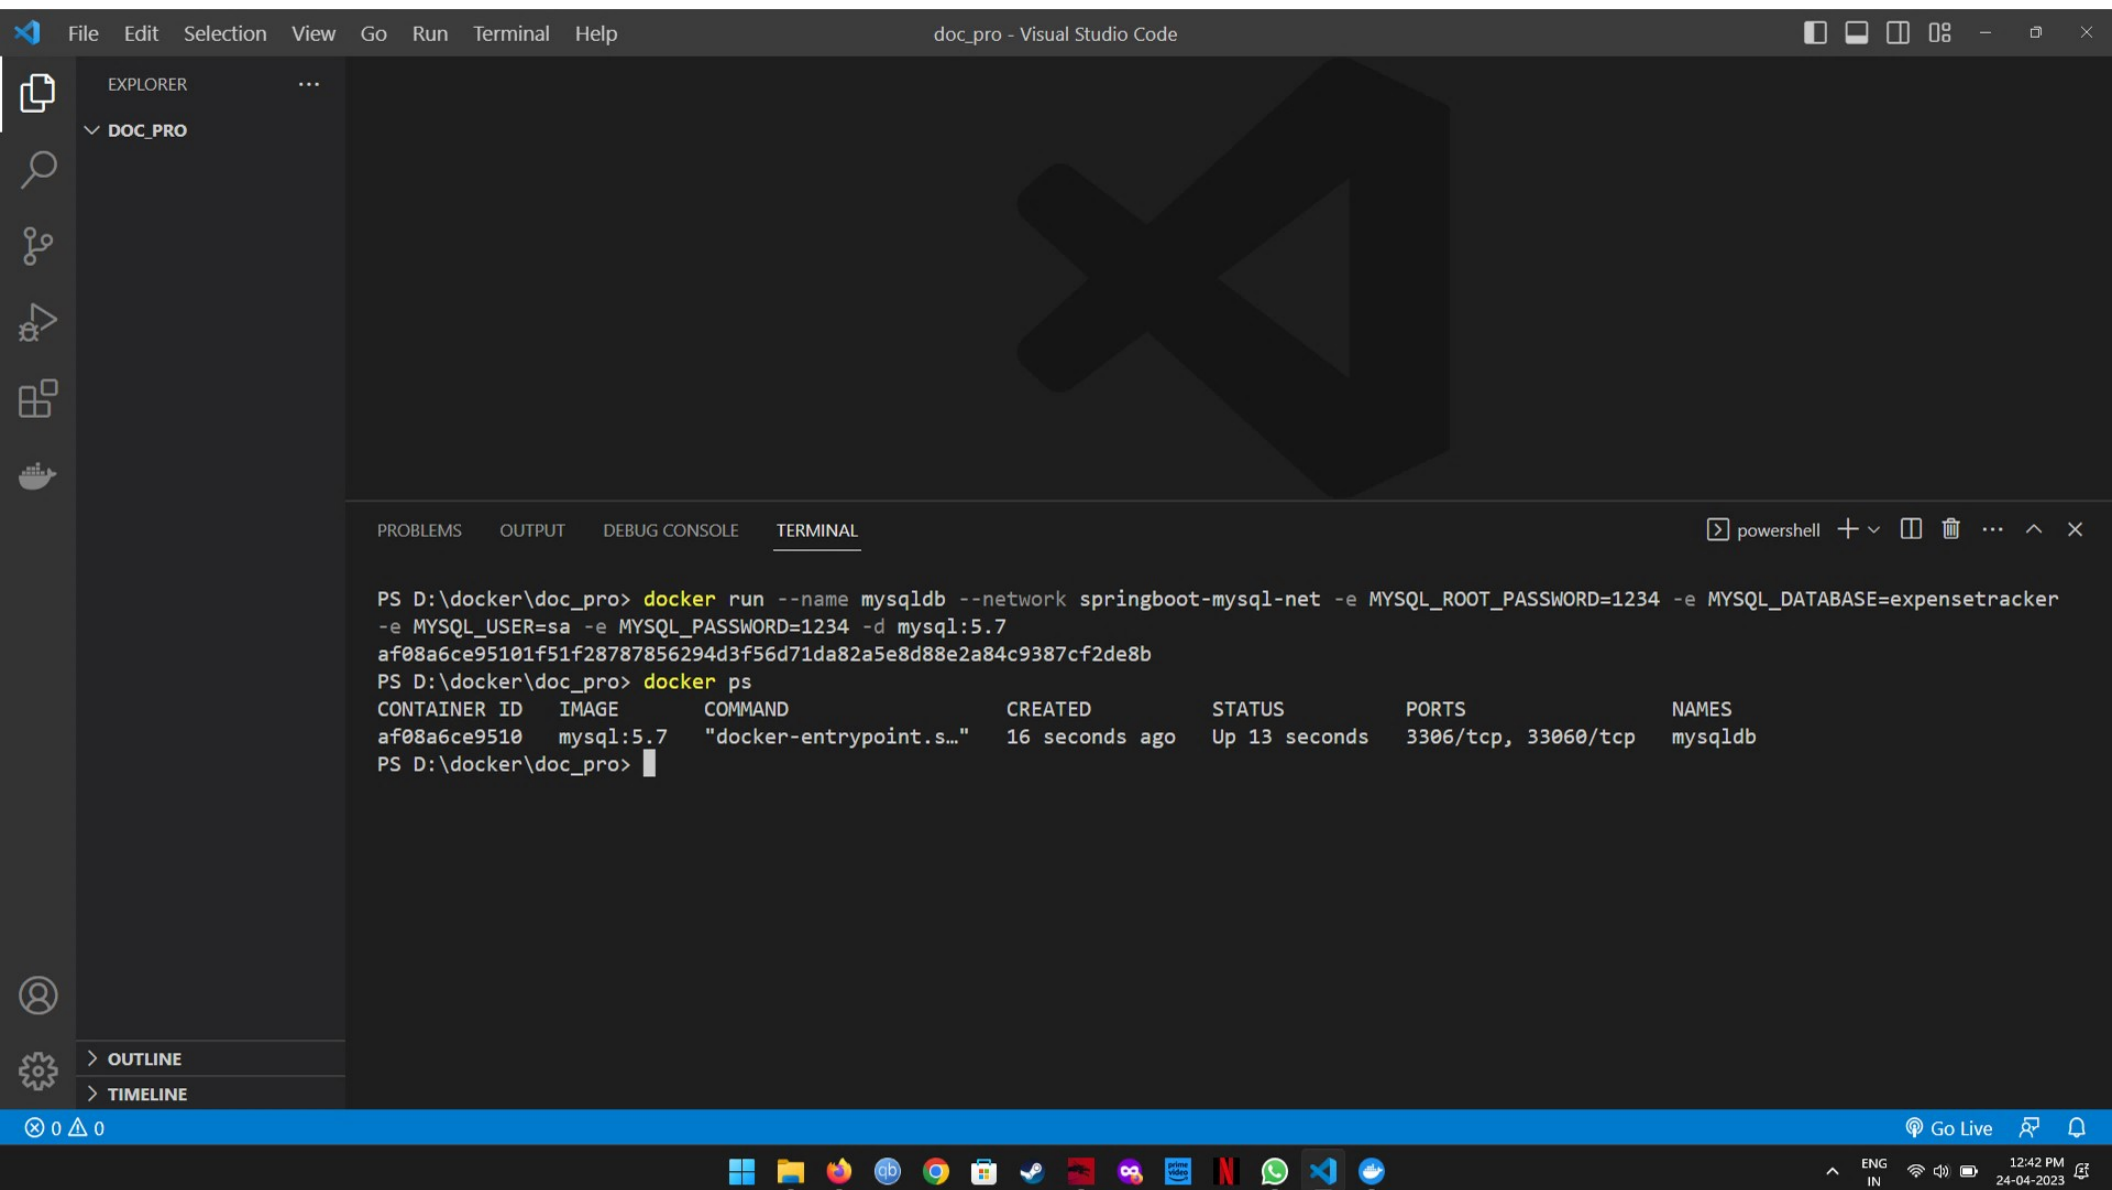 File Edit Selection View Go Run Terminal Help doc_pro - Visual Studio Code
EXPLORER ...
DOC_PRO
PROBLEMS OUTPUT DEBUG CONSOLE TERMINAL powershell
PS D:\docker\doc_pro> docker run --name mysqldb --network springboot-mysql-net -e MYSQL_ROOT_PASSWORD=1234 -e MYSQL_DATABASE=expensetracker
-e MYSQL_USER=sa -e MYSQL_PASSWORD=1234 -d mysql:5.7
af08a6ce95101f51f28787856294d3f56d71da82a5e8d88e2a84c9387cf2de8b
PS D:\docker\doc_pro> docker ps
CONTAINER ID IMAGE COMMAND CREATED STATUS PORTS NAMES
af08a6ce9510 mysql:5.7 "docker-entrypoint.s…" 16 seconds ago Up 13 seconds 3306/tcp, 33060/tcp mysqldb
PS D:\docker\doc_pro>
OUTLINE
TIMELINE
0 0 Go Live
qb prime video N ENG 12:42 PM
IN 24-04-2023